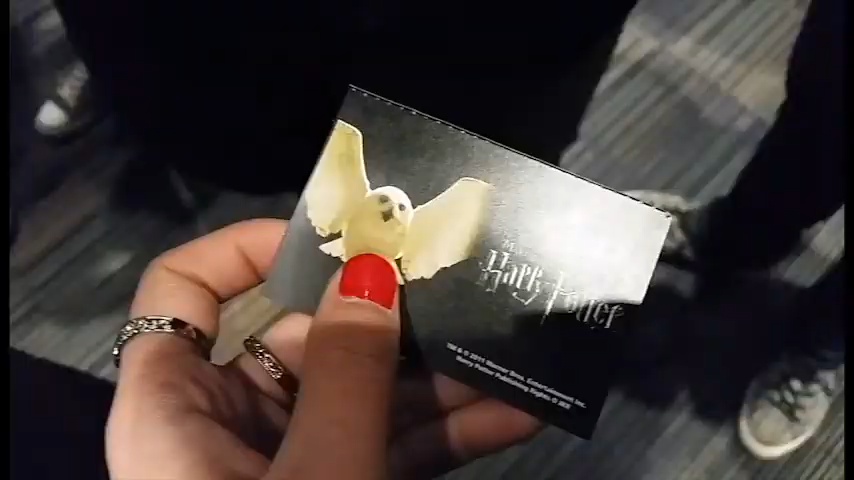 Harry Potter
TM & © 2011 Warner Bros. Entertainment Inc.
Harry Potter Publishing Rights © JKR